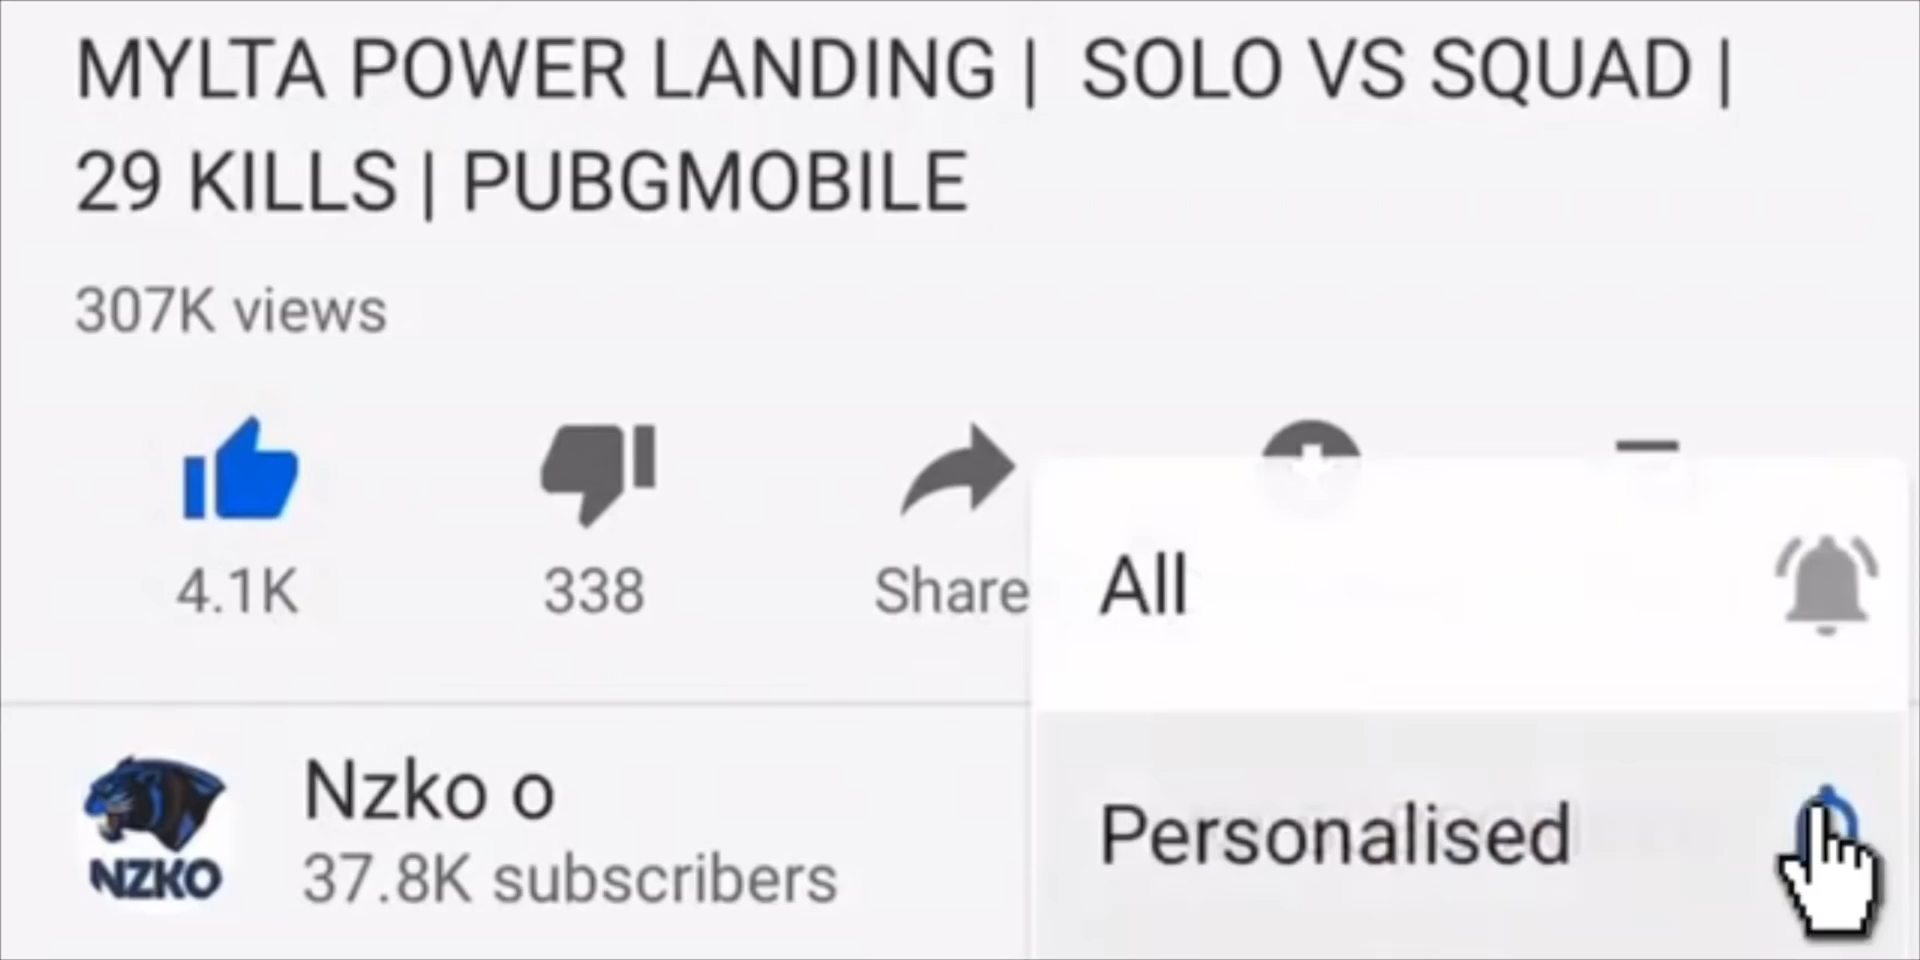 MYLTA POWER LANDING | SOLO VS SQUAD |
29 KILLS | PUBGMOBILE
307K views
4.1K
338
Share
All
Nzko o
37.8K subscribers
NZKO
Personalised